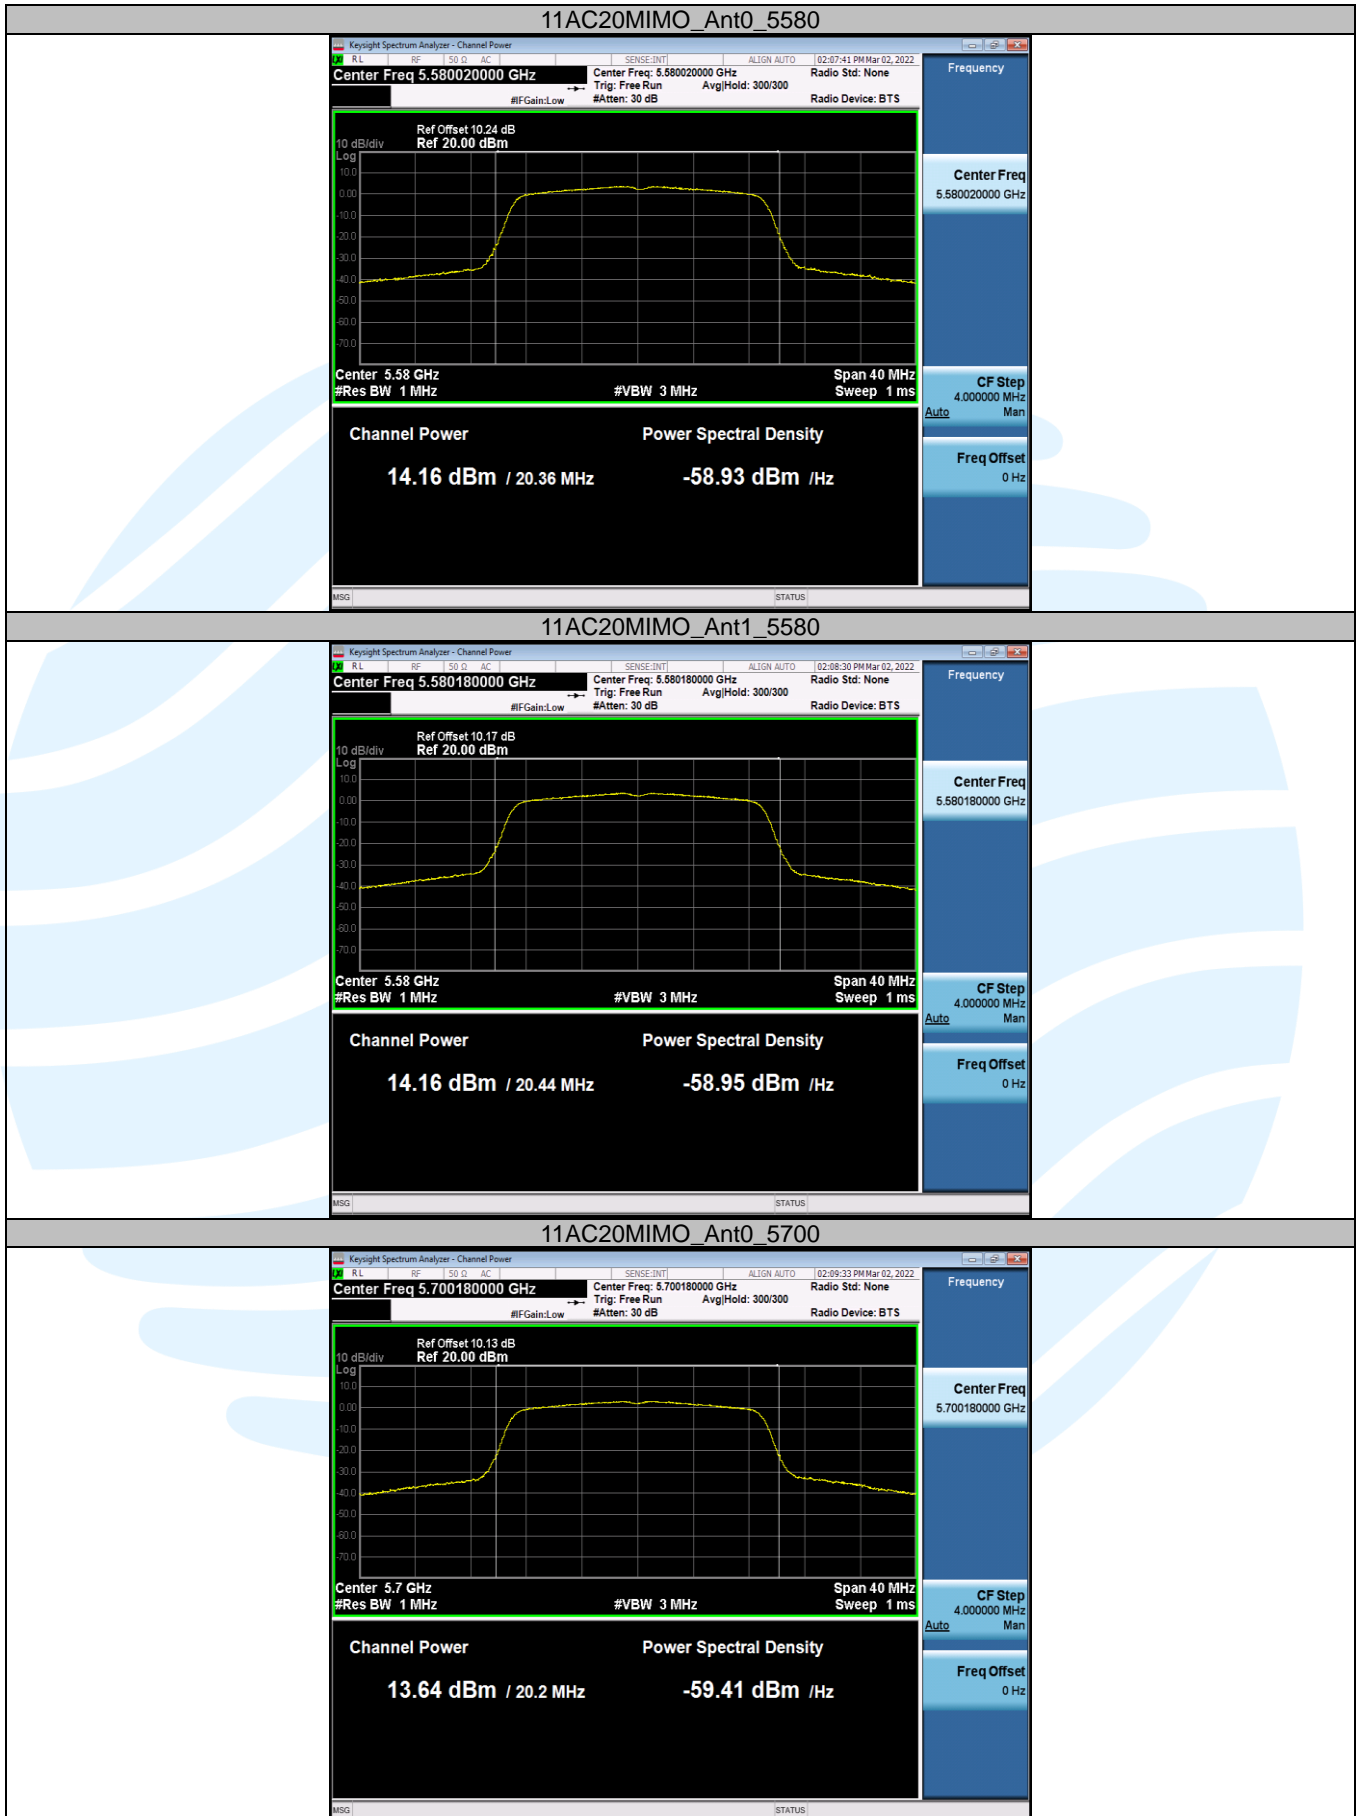 11AC20MIMO_Ant0_5580
Keysight Spectrum Analyzer - Channel Power
LXI RL RF 50 Ω AC SENSE:INT ALIGN AUTO 02:07:41 PM Mar 02, 2022
Center Freq 5.580020000 GHz
Center Freq: 5.580020000 GHz
Radio Std: None
Trig: Free Run Avg|Hold: 300/300
#IFGain:Low
#Atten: 30 dB
Radio Device: BTS
Frequency
Ref Offset 10.24 dB
10 dB/div Ref 20.00 dBm
Log
10.0
0.00
-10.0
-20.0
-30.0
-40.0
-50.0
-60.0
-70.0
Center 5.58 GHz Span 40 MHz
#Res BW 1 MHz #VBW 3 MHz Sweep 1 ms
Center Freq
5.580020000 GHz
CF Step
4.000000 MHz
Auto Man
Freq Offset
0 Hz
Channel Power Power Spectral Density
14.16 dBm / 20.36 MHz -58.93 dBm /Hz
MSG STATUS
11AC20MIMO_Ant1_5580
Keysight Spectrum Analyzer - Channel Power
LXI RL RF 50 Ω AC SENSE:INT ALIGN AUTO 02:08:30 PM Mar 02, 2022
Center Freq 5.580180000 GHz
Center Freq: 5.580180000 GHz
Radio Std: None
Trig: Free Run Avg|Hold: 300/300
#IFGain:Low
#Atten: 30 dB
Radio Device: BTS
Frequency
Ref Offset 10.17 dB
10 dB/div Ref 20.00 dBm
Log
10.0
0.00
-10.0
-20.0
-30.0
-40.0
-50.0
-60.0
-70.0
Center 5.58 GHz Span 40 MHz
#Res BW 1 MHz #VBW 3 MHz Sweep 1 ms
Center Freq
5.580180000 GHz
CF Step
4.000000 MHz
Auto Man
Freq Offset
0 Hz
Channel Power Power Spectral Density
14.16 dBm / 20.44 MHz -58.95 dBm /Hz
MSG STATUS
11AC20MIMO_Ant0_5700
Keysight Spectrum Analyzer - Channel Power
LXI RL RF 50 Ω AC SENSE:INT ALIGN AUTO 02:09:33 PM Mar 02, 2022
Center Freq 5.700180000 GHz
Center Freq: 5.700180000 GHz
Radio Std: None
Trig: Free Run Avg|Hold: 300/300
#IFGain:Low
#Atten: 30 dB
Radio Device: BTS
Frequency
Ref Offset 10.13 dB
10 dB/div Ref 20.00 dBm
Log
10.0
0.00
-10.0
-20.0
-30.0
-40.0
-50.0
-60.0
-70.0
Center 5.7 GHz Span 40 MHz
#Res BW 1 MHz #VBW 3 MHz Sweep 1 ms
Center Freq
5.700180000 GHz
CF Step
4.000000 MHz
Auto Man
Freq Offset
0 Hz
Channel Power Power Spectral Density
13.64 dBm / 20.2 MHz -59.41 dBm /Hz
MSG STATUS